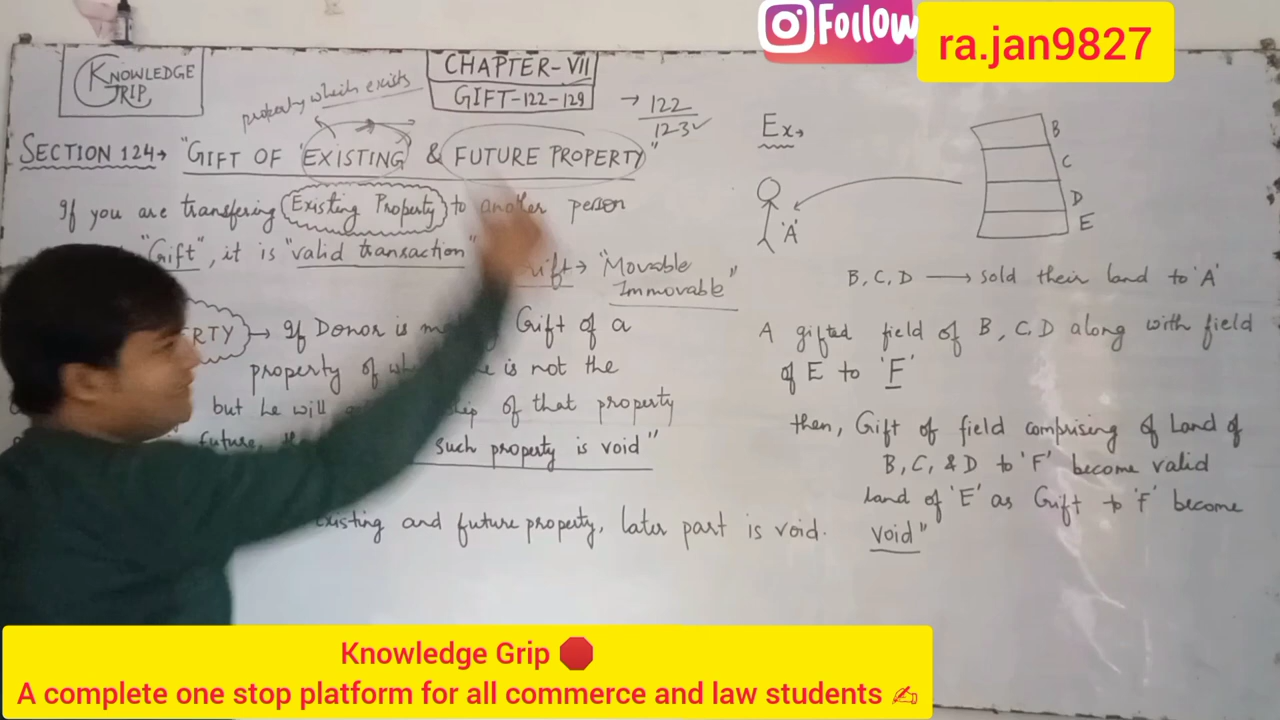 Follow
ra.jan9827
KNOWLEDGE
GRIP
CHAPTER-VII
GIFT-122-129
→ 122
123✓
property which exists
SECTION 124→ "GIFT OF 'EXISTING' & FUTURE PROPERTY"
If you are transfering Existing Property to another person
"Gift", it is "valid transaction"
Gift → "Movable
Immovable"
RTY → If Donor is Gift of a
property of is not the
but he will of that property
future, such property is void"
existing and future property, later part is void.
Ex→
B
C
D
E
'A'
B, C, D → sold their land to 'A'
A gifted field of B, C, D along with field
of E to 'F'
then, Gift of field comprising of Land of
B, C, & D to 'F' become valid
land of 'E' as Gift to 'F' become
void"
Knowledge Grip 🛑
A complete one stop platform for all commerce and law students ✍